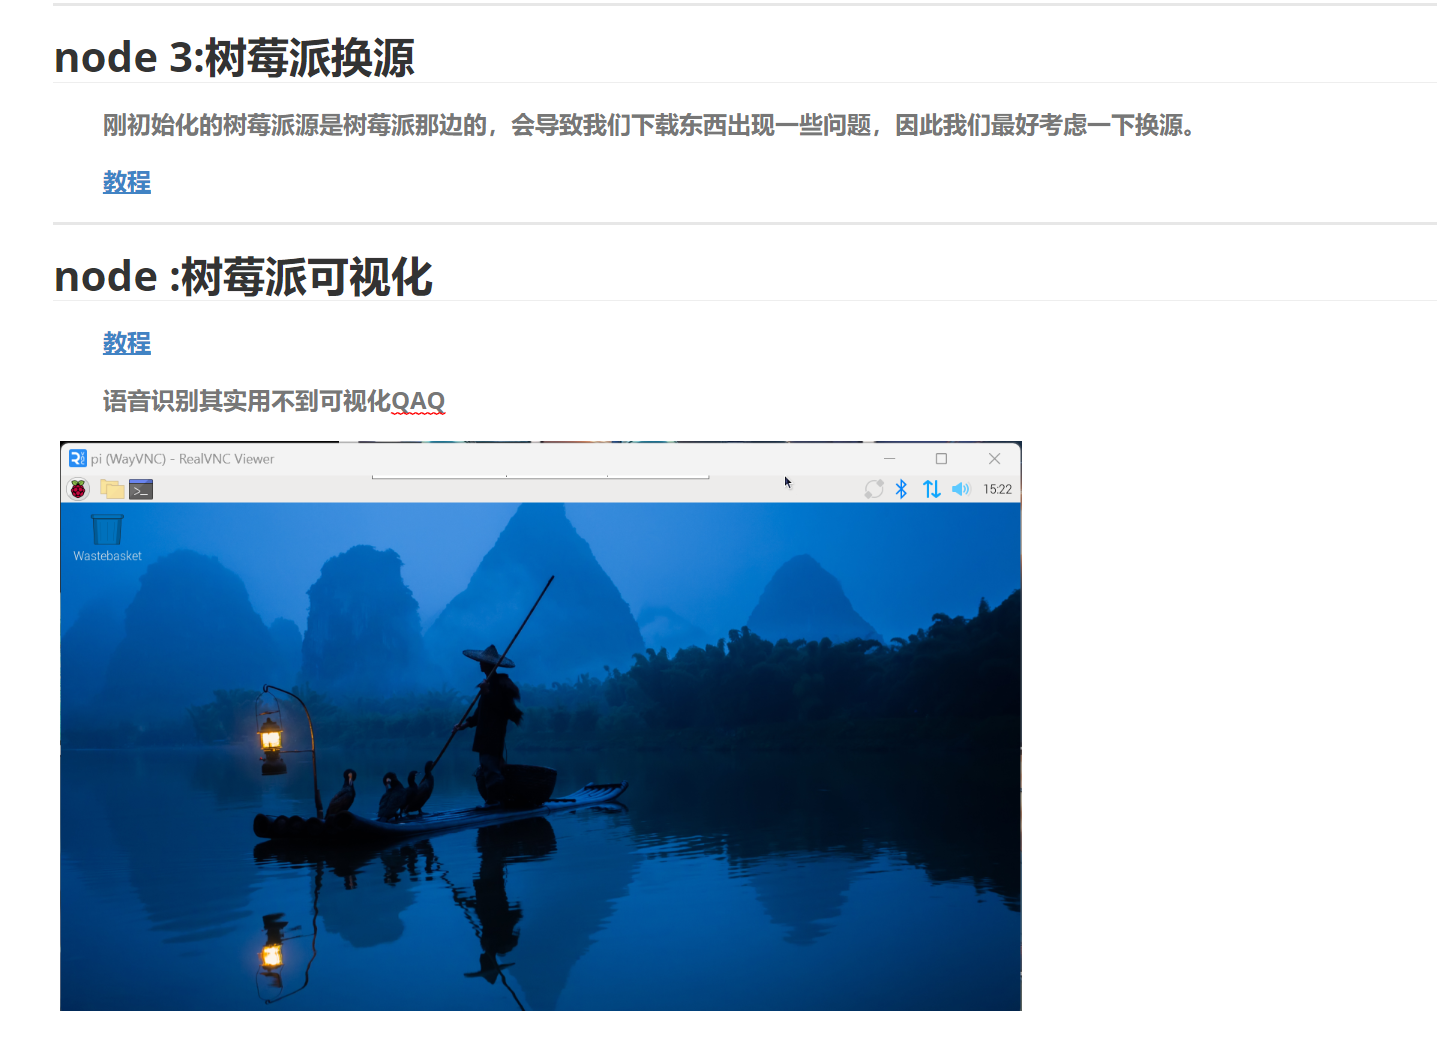 node 3:树莓派换源
刚初始化的树莓派源是树莓派那边的，会导致我们下载东西出现一些问题，因此我们最好考虑一下换源。
教程
node :树莓派可视化
教程
语音识别其实用不到可视化QAQ
pi (WayVNC) - RealVNC Viewer
15:22
Wastebasket